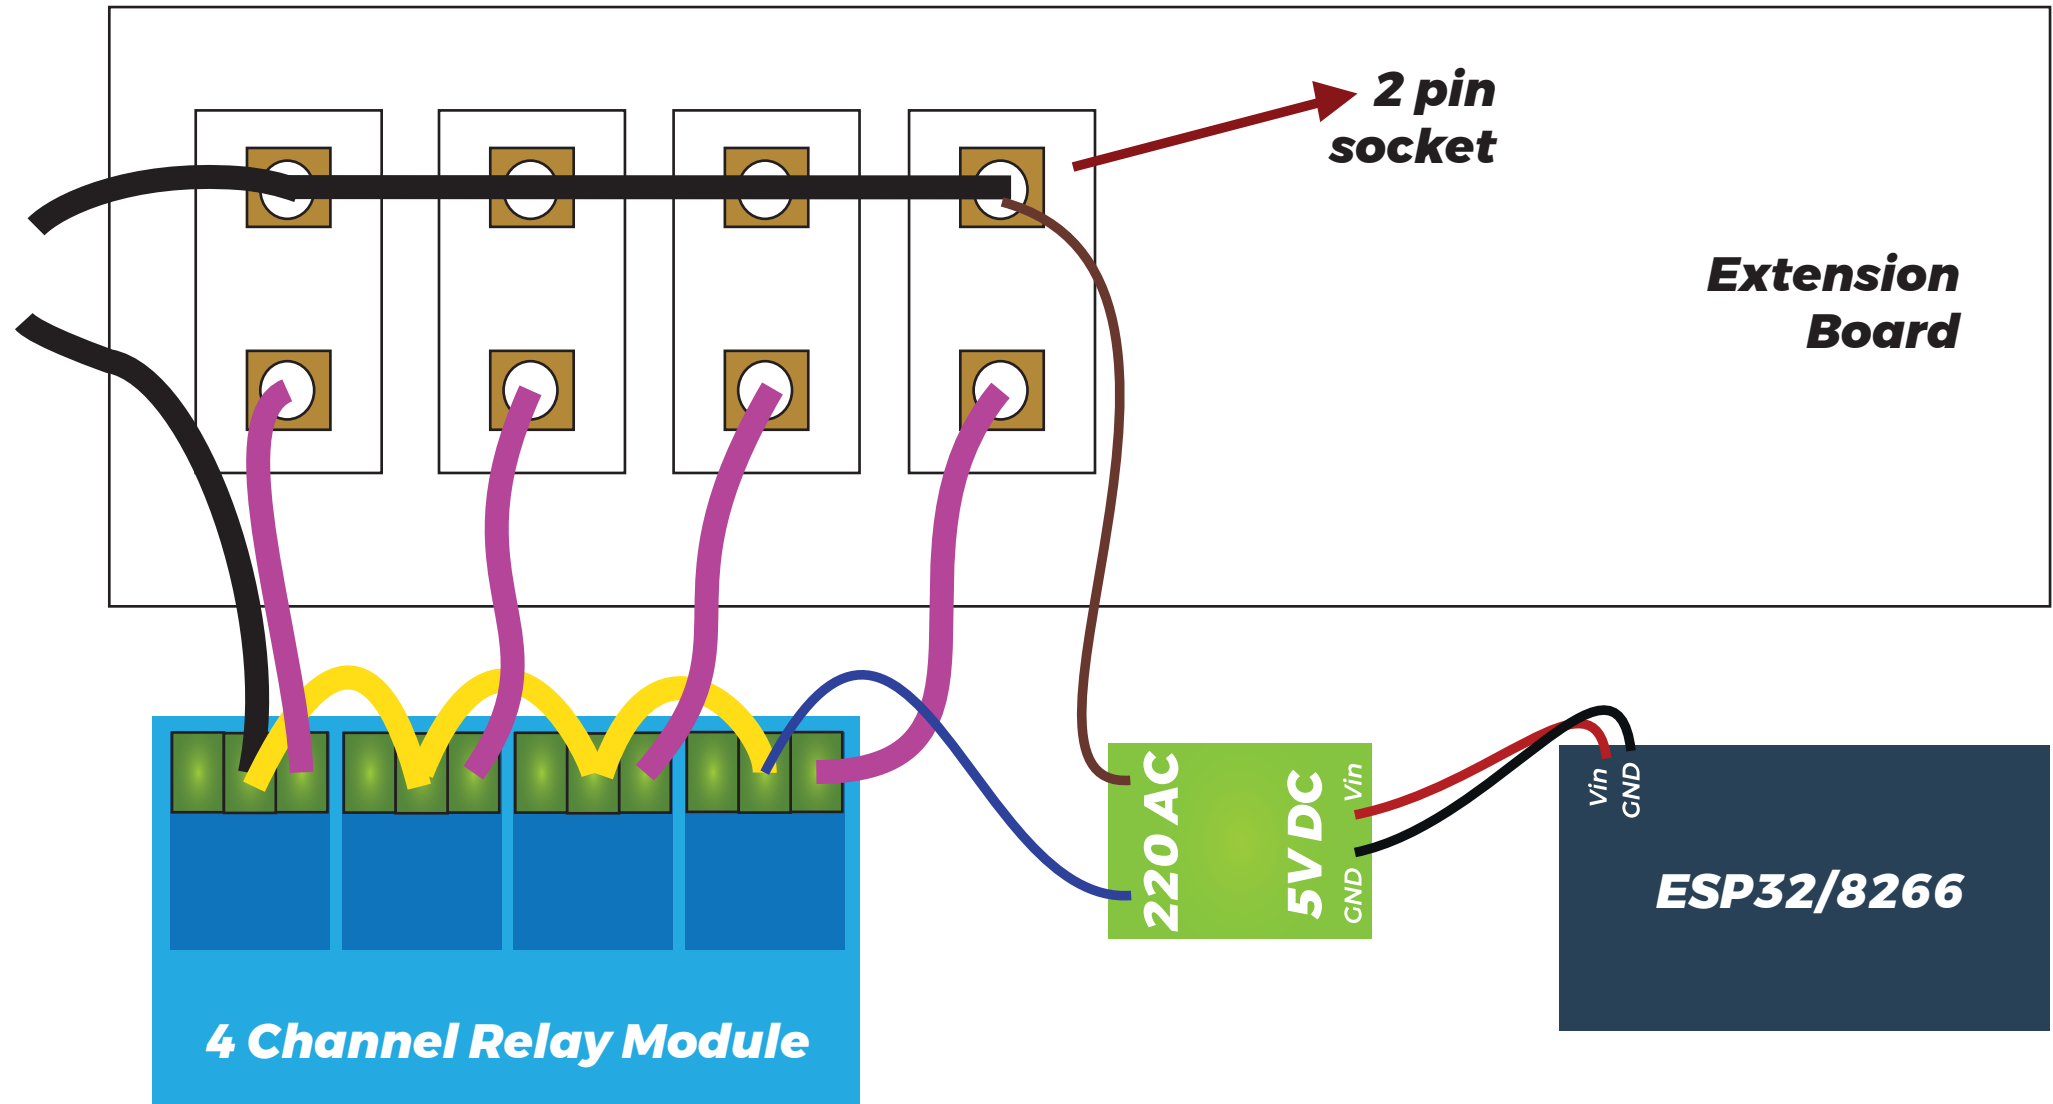 2 pin
socket
Extension
Board
220 AC
5V DC
Vin
GND
Vin
GND
ESP32/8266
4 Channel Relay Module